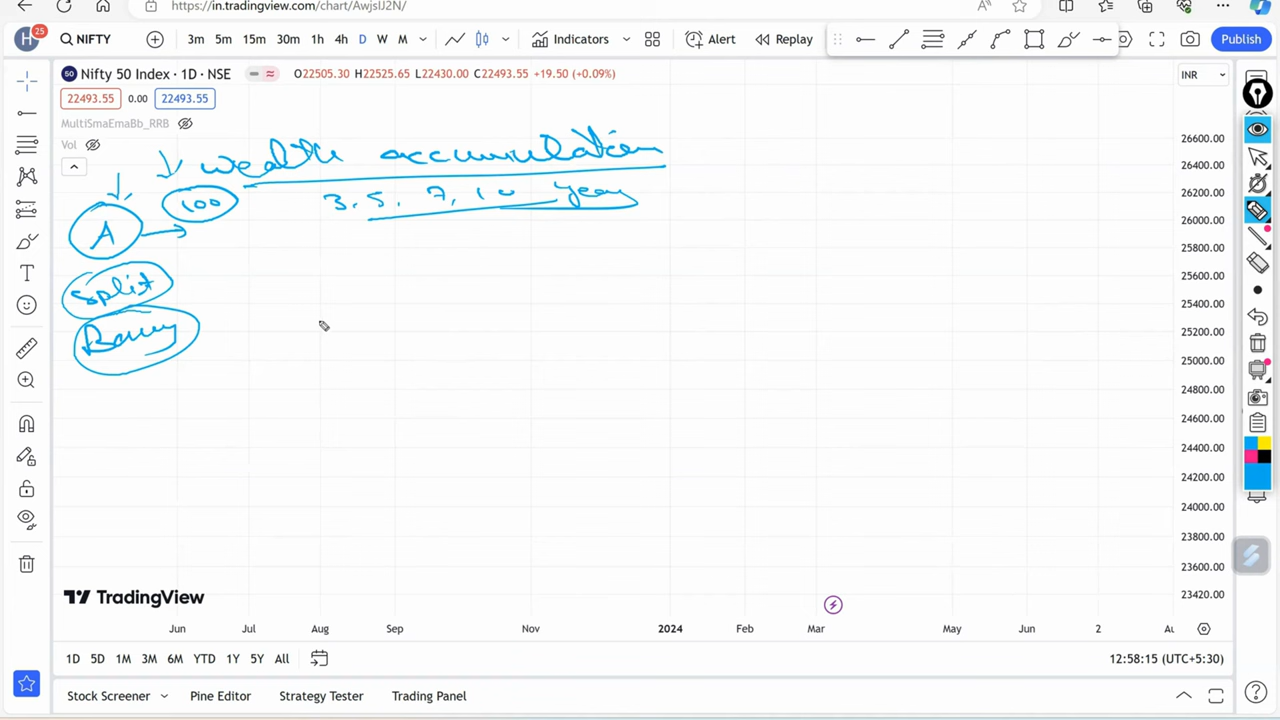 https://in.tradingview.com/chart/AwjsIJ2N/
H 25 NIFTY 3m 5m 15m 30m 1h 4h D W M Indicators Alert Replay Publish
50 Nifty 50 Index · 1D · NSE O22505.30 H22525.65 L22430.00 C22493.55 +19.50 (+0.09%) INR
22493.55 0.00 22493.55
MultiSmaEmaBb_RRB
Vol
wealth accumulation
100 3, 5, 7, 10 year
A
Split
26600.00
26400.00
26200.00
26000.00
25800.00
25600.00
25400.00
25200.00
25000.00
24800.00
24600.00
24400.00
24200.00
24000.00
23800.00
23600.00
23420.00
TradingView
Jun Jul Aug Sep Nov 2024 Feb Mar May Jun 2
1D 5D 1M 3M 6M YTD 1Y 5Y All 12:58:15 (UTC+5:30)
Stock Screener Pine Editor Strategy Tester Trading Panel